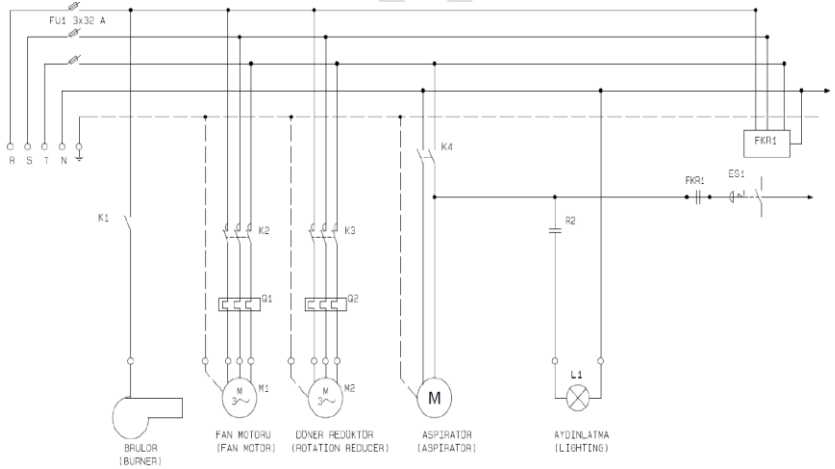 FU1 3x32 A
R S T N
FKR1
K4
FKR1
ES1
K1
K2
K3
R2
Q1
Q2
L1
M 3~ M1
M 3~ M2
M
BRULOR
(BURNER)
FAN MOTORU
(FAN MOTOR)
DÖNER REDÜKTÖR
(ROTATION REDUCER)
ASPIRATÖR
(ASPIRATOR)
AYDINLATMA
(LIGHTING)